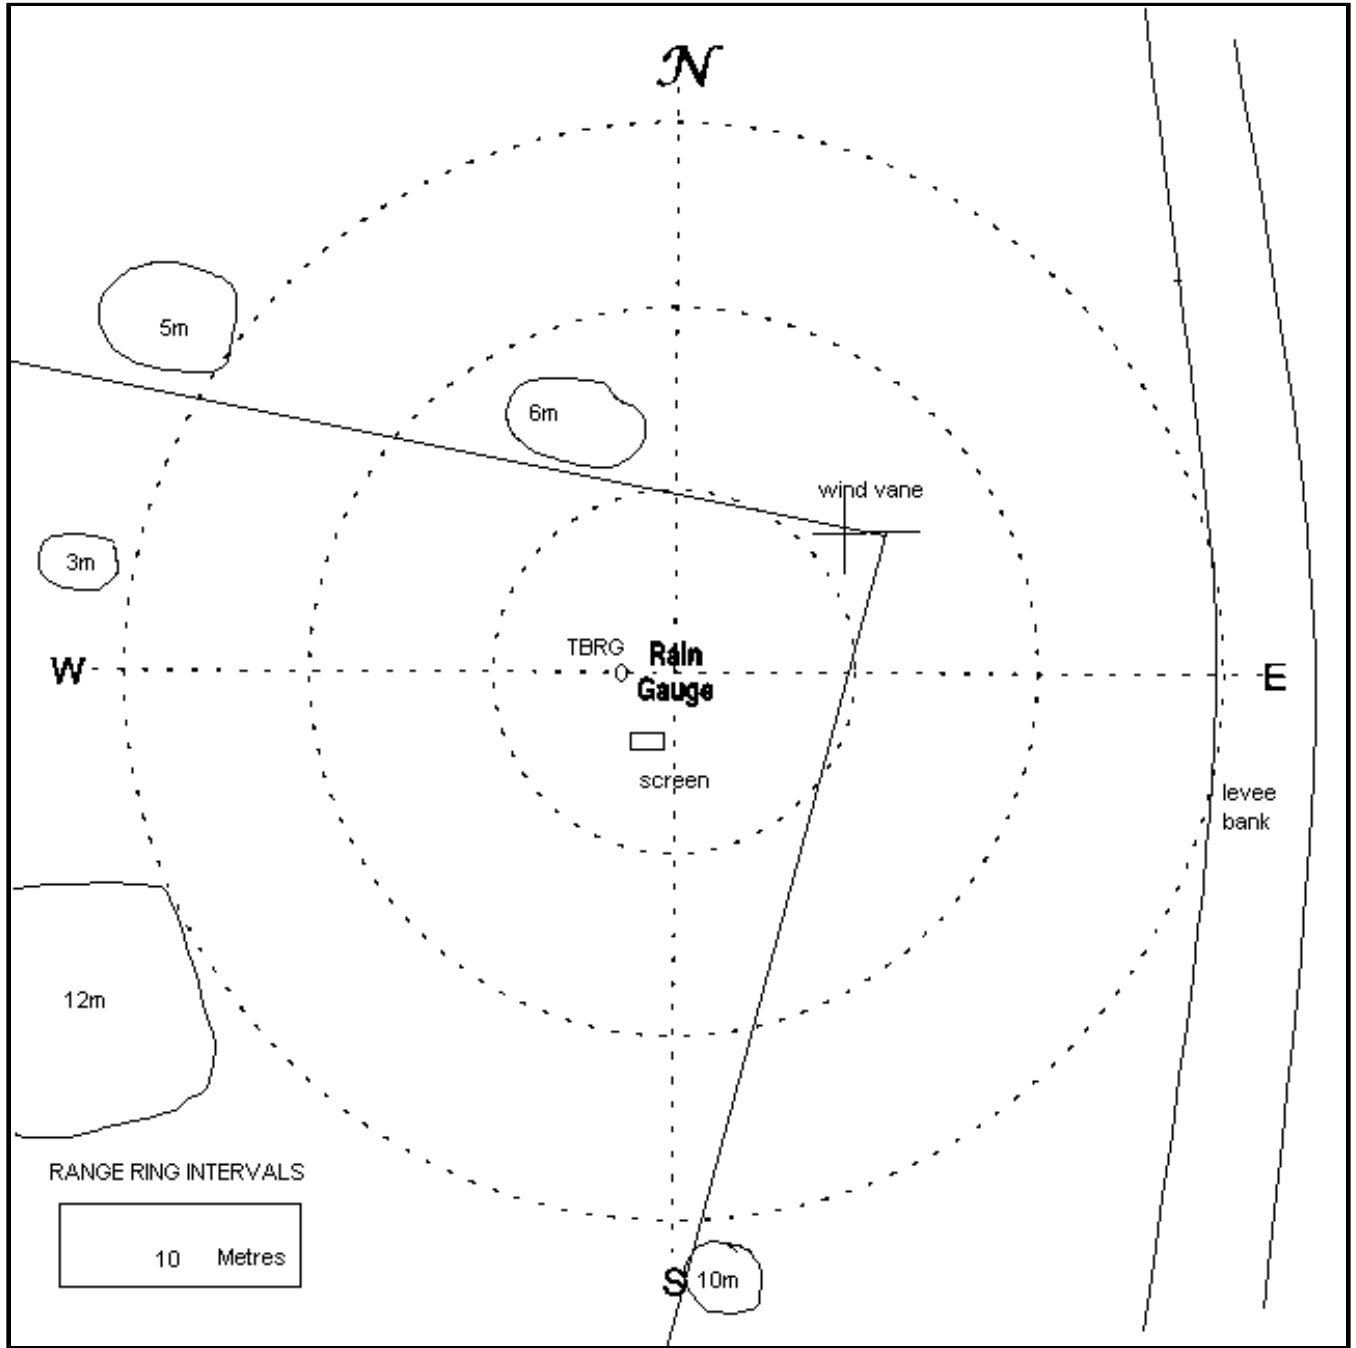 N
5m
6m
wind vane
3m
TBRG
Rain
Gauge
W
E
screen
levee
bank
12m
RANGE RING INTERVALS
10 Metres
S
10m